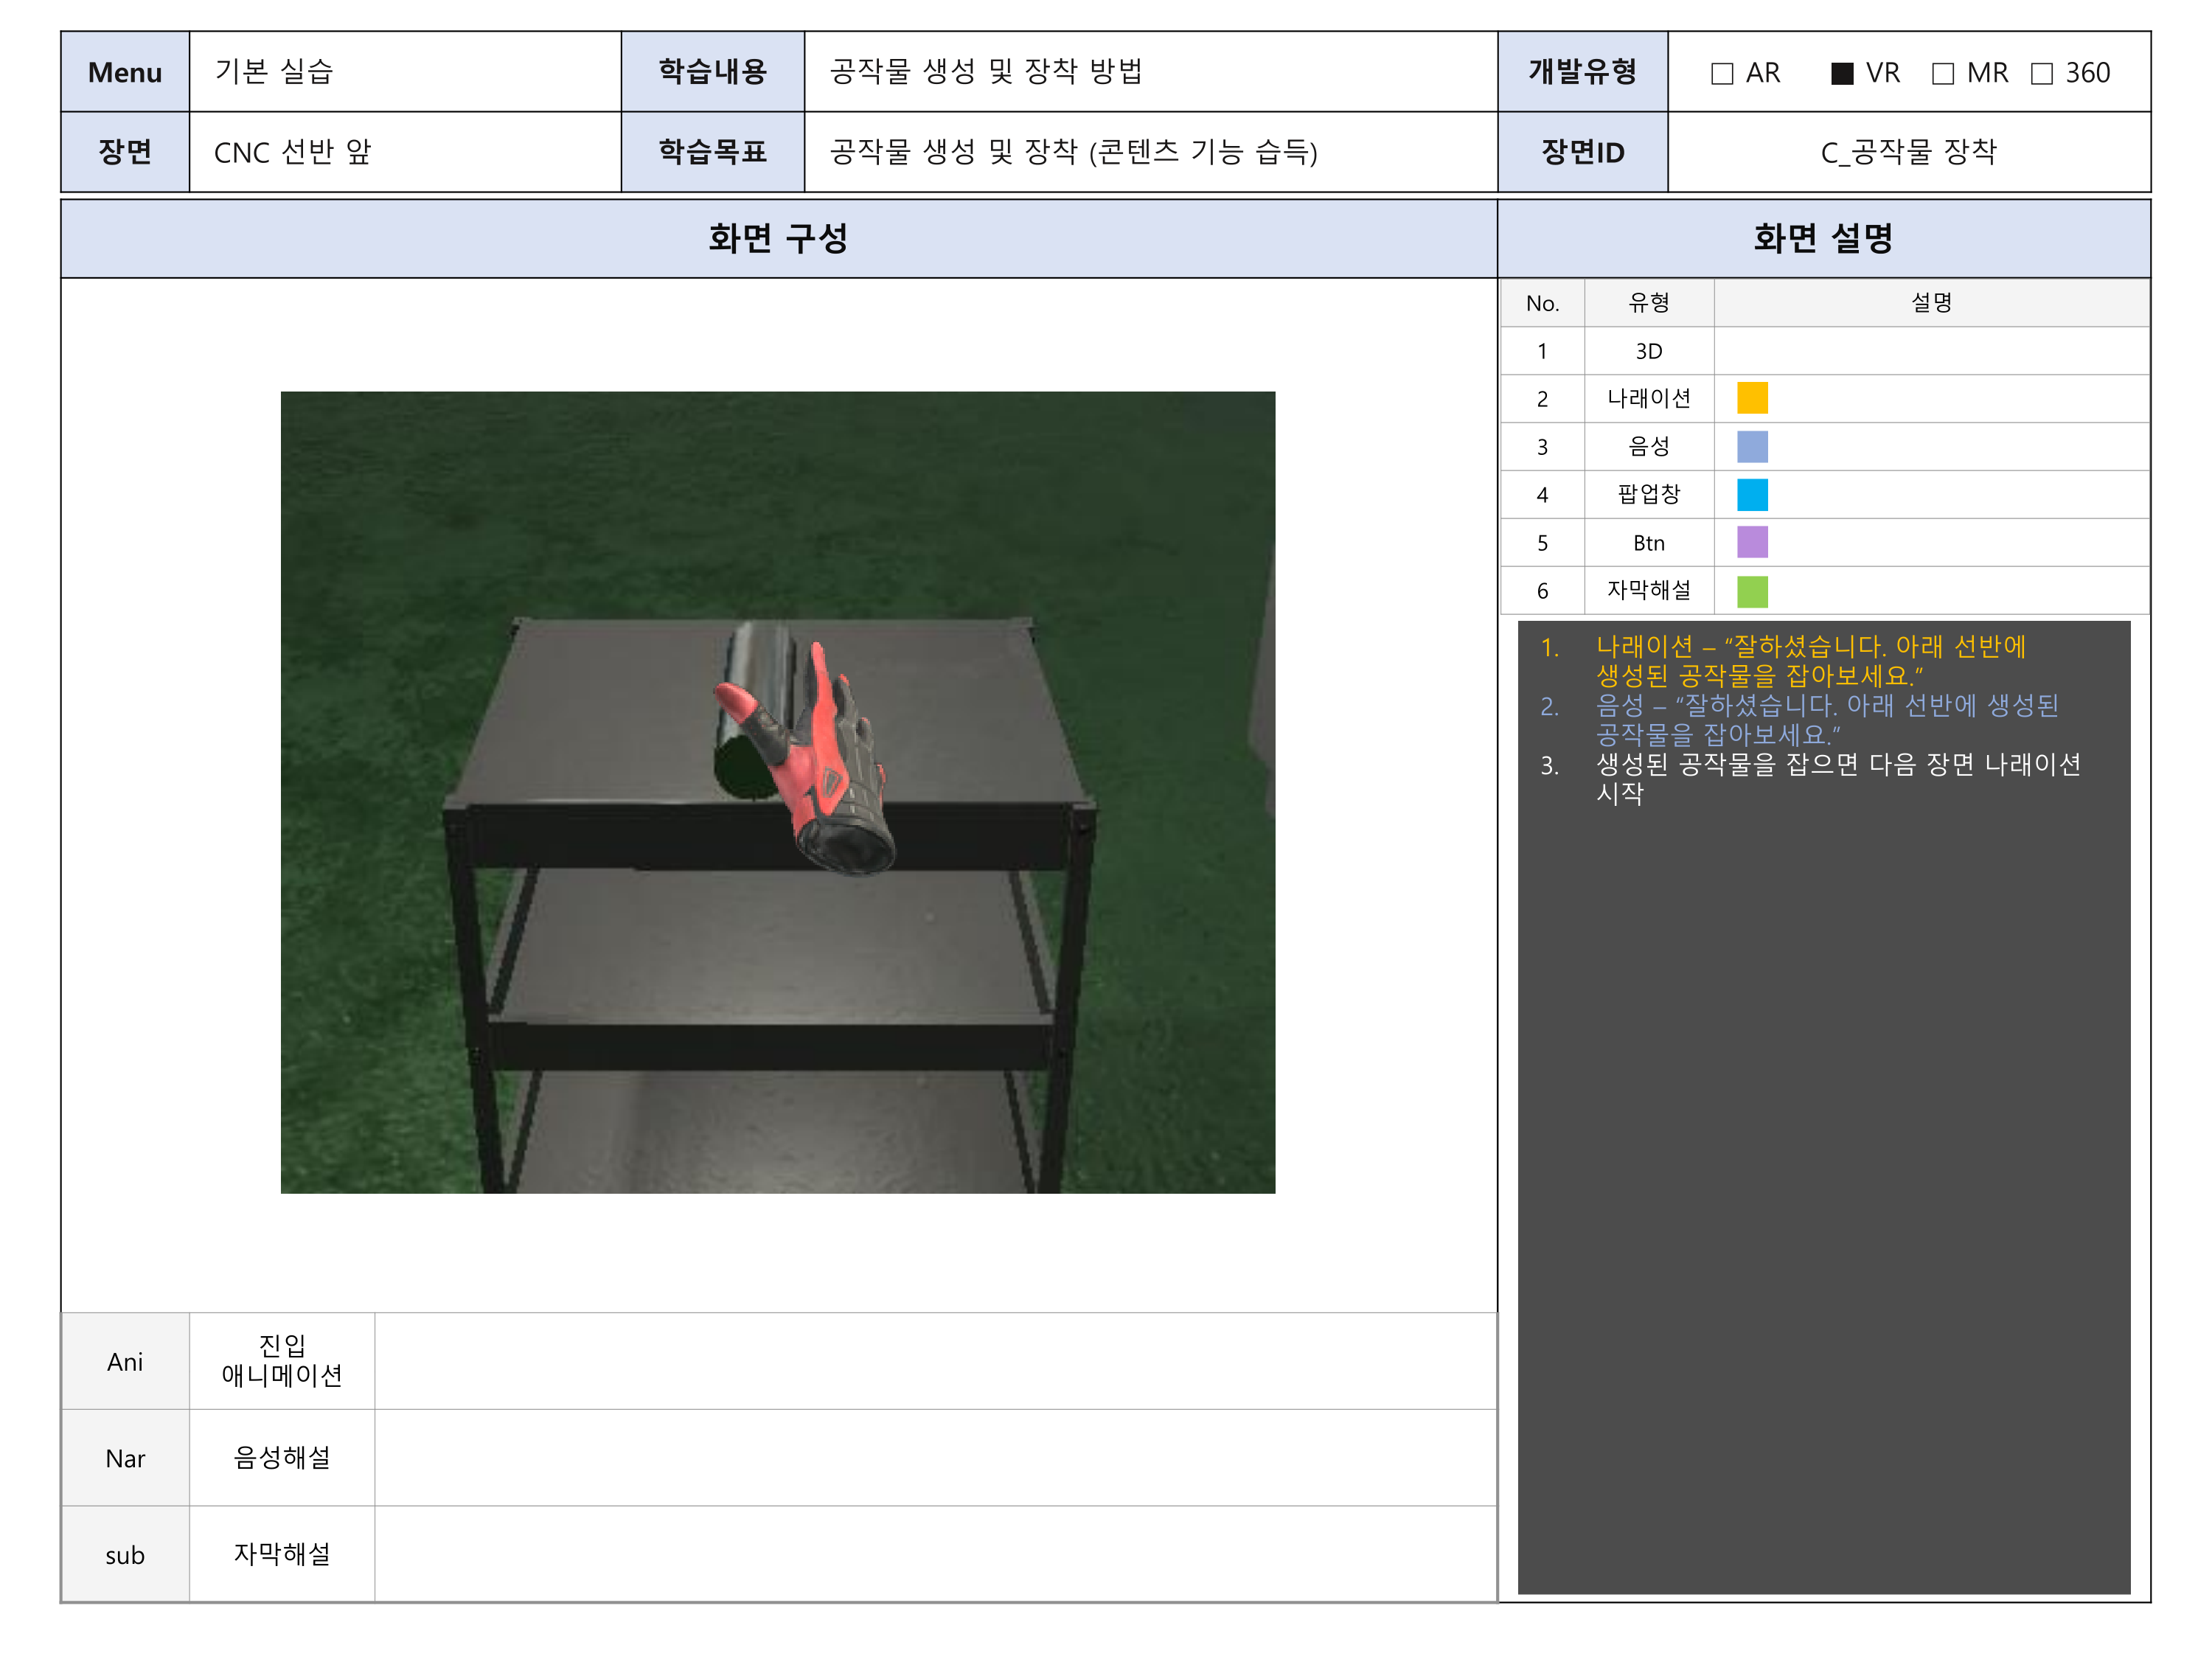 Menu 기본 실습 학습내용 공작물 생성 및 장착 방법 개발유형 □ AR ■ VR □ MR □ 360
장면 CNC 선반 앞 학습목표 공작물 생성 및 장착 (콘텐츠 기능 습득) 장면ID C_공작물 장착
화면 구성 화면 설명
No. 유형 설명
1 3D
2 나래이션
3 음성
4 팝업창
5 Btn
6 자막해설
1. 나래이션 – “잘하셨습니다. 아래 선반에
생성된 공작물을 잡아보세요.”
2. 음성 – “잘하셨습니다. 아래 선반에 생성된
공작물을 잡아보세요.”
3. 생성된 공작물을 잡으면 다음 장면 나래이션
시작
Ani 진입
애니메이션
Nar 음성해설
sub 자막해설